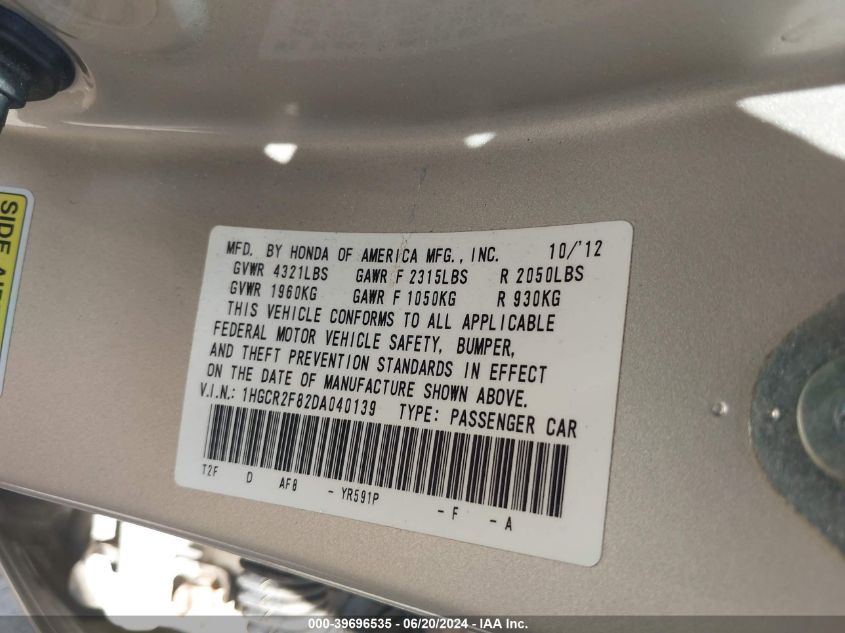 SIDE AI
MFD. BY HONDA OF AMERICA MFG., INC. 10/'12
GVWR 4321LBS GAWR F 2315LBS R 2050LBS
GVWR 1960KG GAWR F 1050KG R 930KG
THIS VEHICLE CONFORMS TO ALL APPLICABLE
FEDERAL MOTOR VEHICLE SAFETY, BUMPER,
AND THEFT PREVENTION STANDARDS IN EFFECT
ON THE DATE OF MANUFACTURE SHOWN ABOVE.
V.I.N.: 1HGCR2F82DA040139 TYPE: PASSENGER CAR
T2F D AF8 - YR591P - F - A
©-39696535 - 06/20/2024 - IAA Inc.